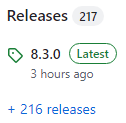 Releases 217
8.3.0 Latest
3 hours ago
+ 216 releases